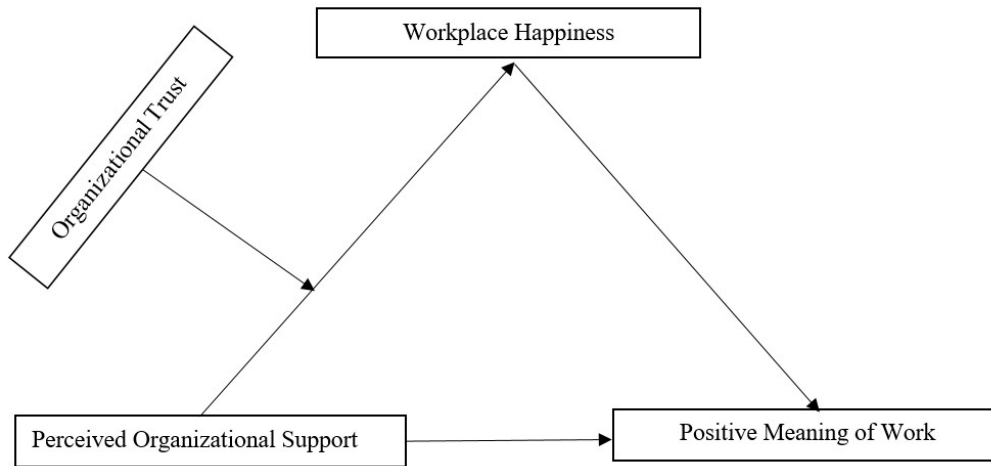 Workplace Happiness
Organizational Trust
Perceived Organizational Support
Positive Meaning of Work